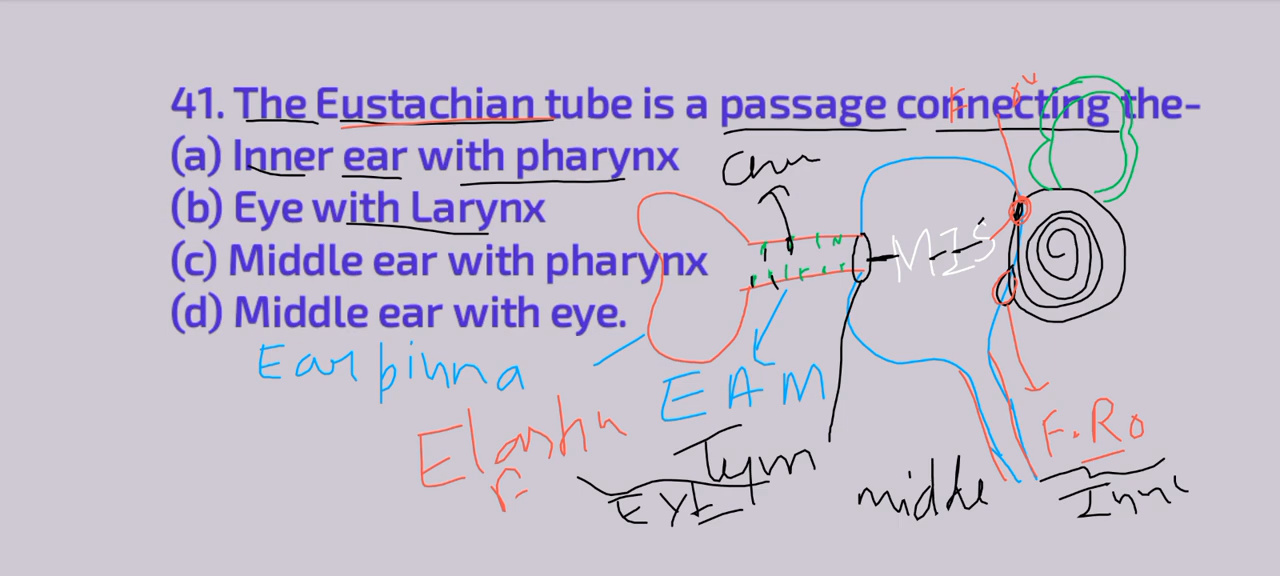 41. The Eustachian tube is a passage connecting the-
(a) Inner ear with pharynx
(b) Eye with Larynx
(c) Middle ear with pharynx
(d) Middle ear with eye.
MIS
Ear pinna
EAM
F.Ro
Tym
middle